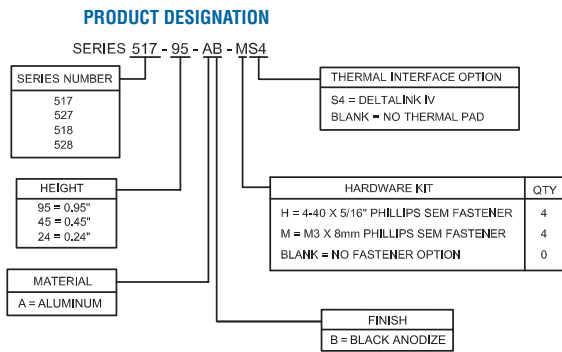 PRODUCT DESIGNATION
SERIES 517 - 95 - AB - MS4
SERIES NUMBER
517
527
518
528
THERMAL INTERFACE OPTION
S4 = DELTALINK IV
BLANK = NO THERMAL PAD
HEIGHT
95 = 0.95"
45 = 0.45"
24 = 0.24"
HARDWARE KIT QTY
H = 4-40 X 5/16" PHILLIPS SEM FASTENER 4
M = M3 X 8mm PHILLIPS SEM FASTENER 4
BLANK = NO FASTENER OPTION 0
MATERIAL
A = ALUMINUM
FINISH
B = BLACK ANODIZE